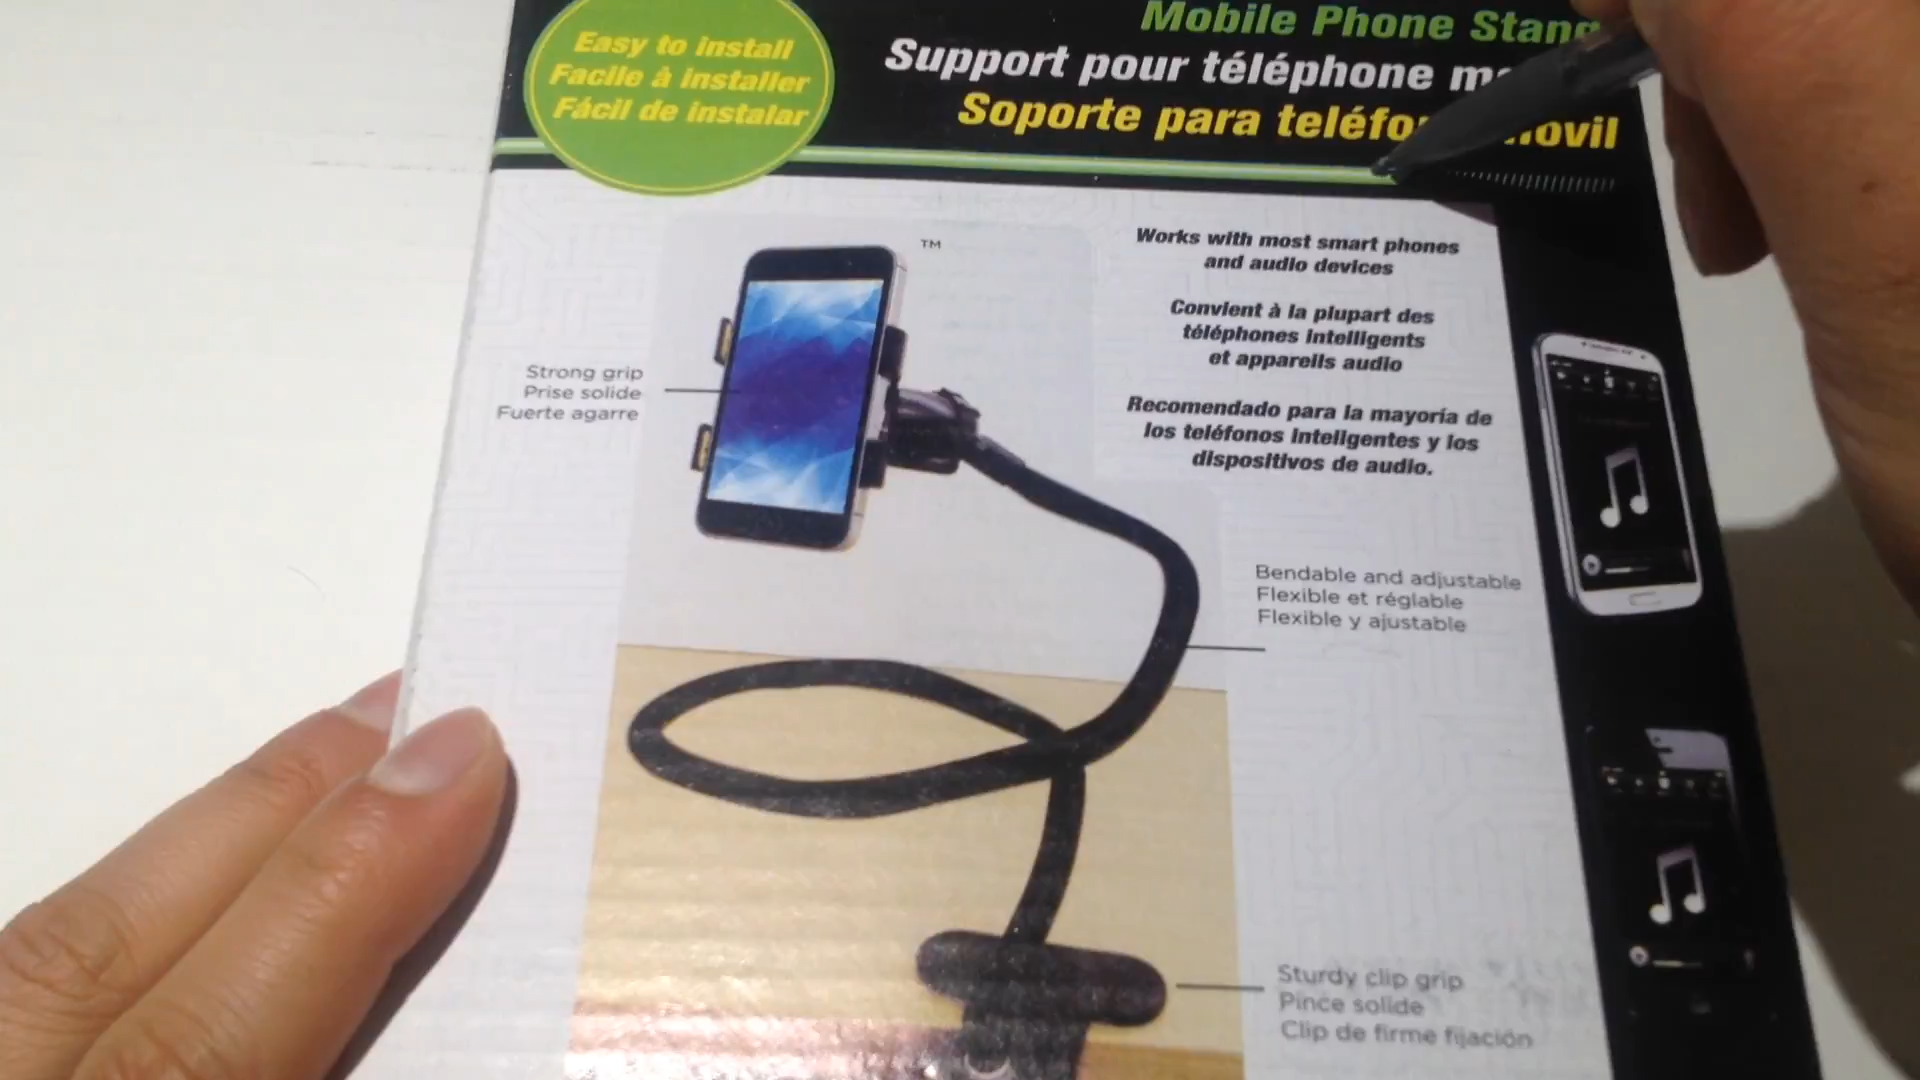 Easy to install
Facile à installer
Fácil de instalar
Mobile Phone
Support pour téléphone
Soporte para
™
Works with most smart phones
and audio devices
Convient à la plupart des
téléphones intelligents
et appareils audio
Recomendado para la mayoría de
los teléfonos inteligentes y los
dispositivos de audio.
Strong grip
Prise solide
Fuerte agarre
Bendable and adjustable
Flexible et réglable
Flexible y ajustable
Sturdy clip grip
Pince solide
Clip de firme fijación